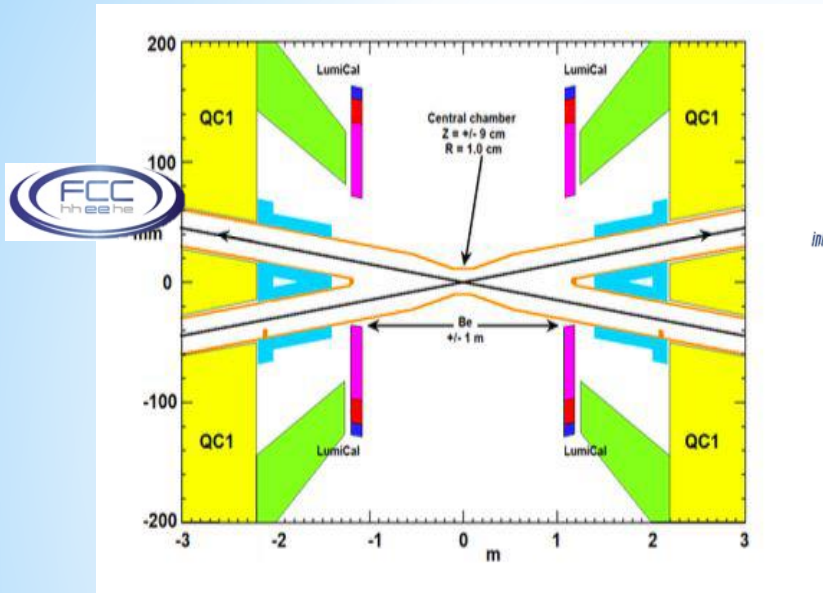 200
LumiCal
LumiCal
QC1
QC1
Central chamber
Z = +/- 9 cm
R = 1.0 cm
100
FCC
hh ee he
mm
0
Be
+/- 1 m
-100
QC1
QC1
LumiCal
LumiCal
-200
-3
-2
-1
0
1
2
3
m